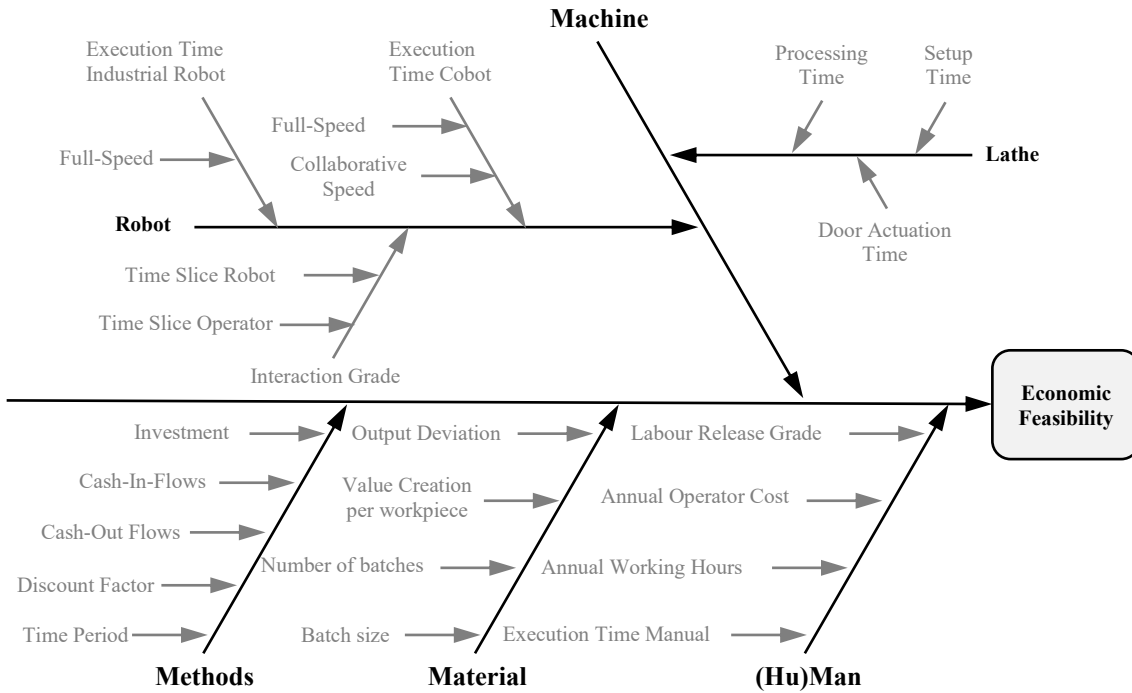 Machine
Execution Time
Industrial Robot
Execution
Time Cobot
Processing
Time
Setup
Time
Full-Speed
Full-Speed
Collaborative
Speed
Lathe
Robot
Door Actuation
Time
Time Slice Robot
Time Slice Operator
Interaction Grade
Economic
Feasibility
Investment
Output Deviation
Labour Release Grade
Cash-In-Flows
Value Creation
per workpiece
Annual Operator Cost
Cash-Out Flows
Number of batches
Annual Working Hours
Discount Factor
Time Period
Batch size
Execution Time Manual
Methods
Material
(Hu)Man